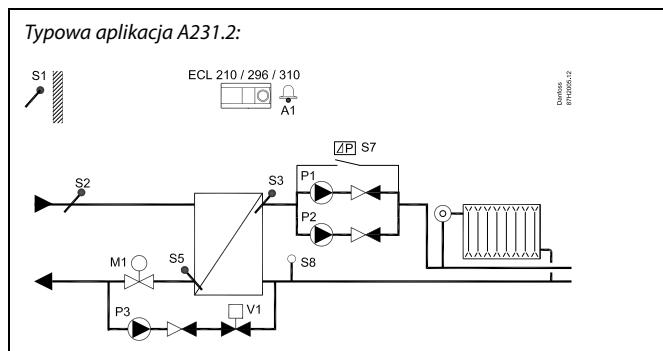 Typowa aplikacja A231.2:
S1
ECL 210 / 296 / 310
A1
Danfoss
87H2005.12
ΔP S7
S2
S3
P1
P2
M1
S5
S8
P3
V1